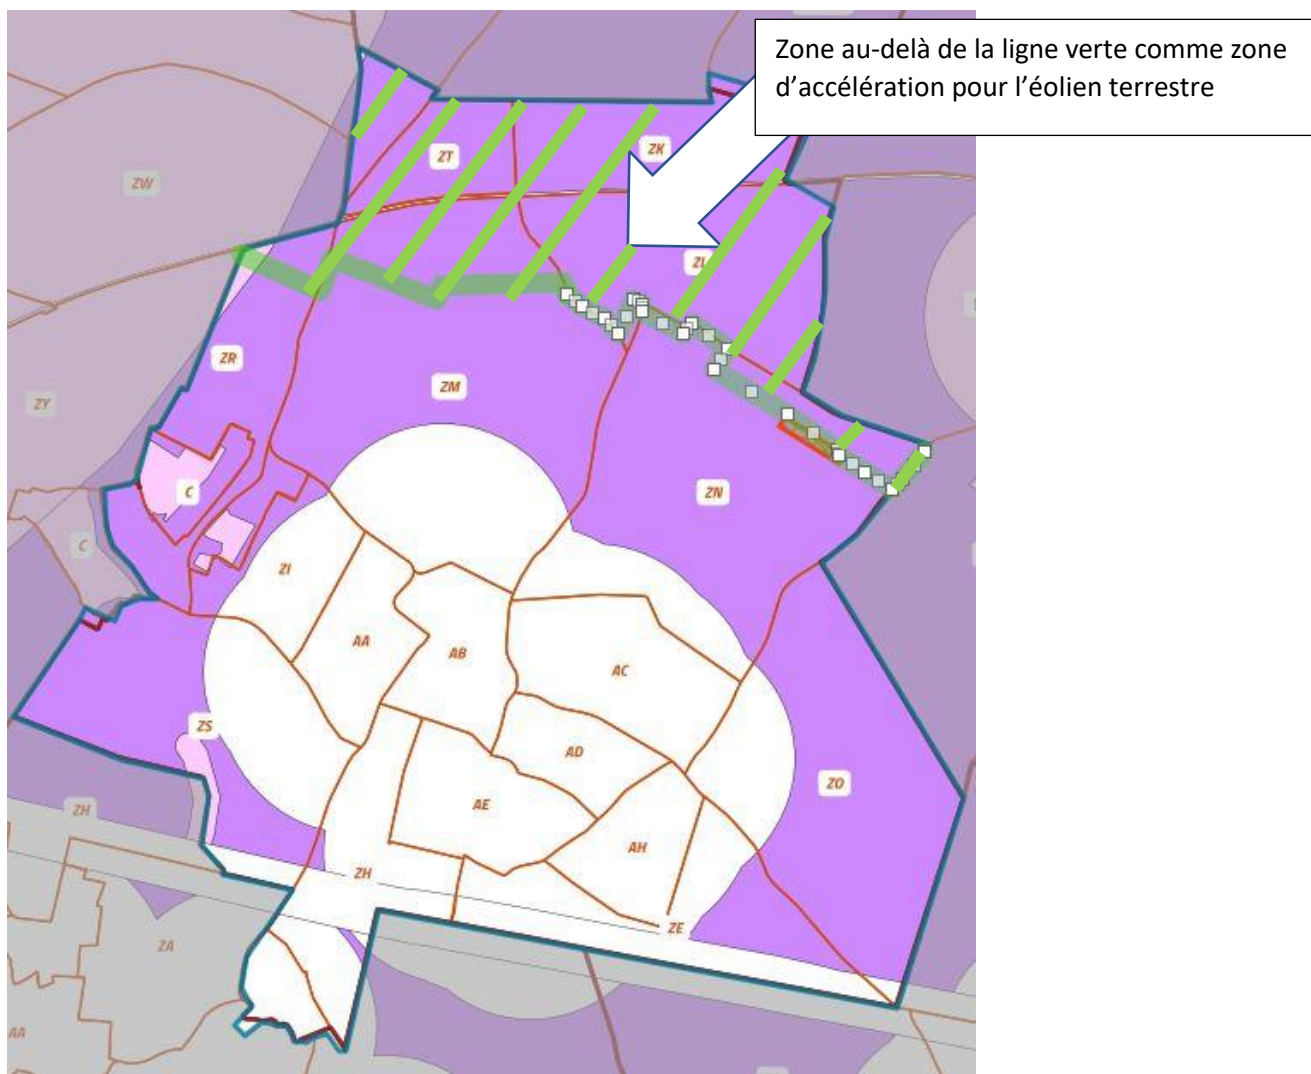 Zone au-delà de la ligne verte comme zone
d’accélération pour l’éolien terrestre
ZT
ZK
ZW
ZL
ZR
ZM
ZY
C
ZN
C
ZI
AA
AB
AC
ZS
AD
ZO
ZH
AE
AH
ZH
ZE
ZA
AA